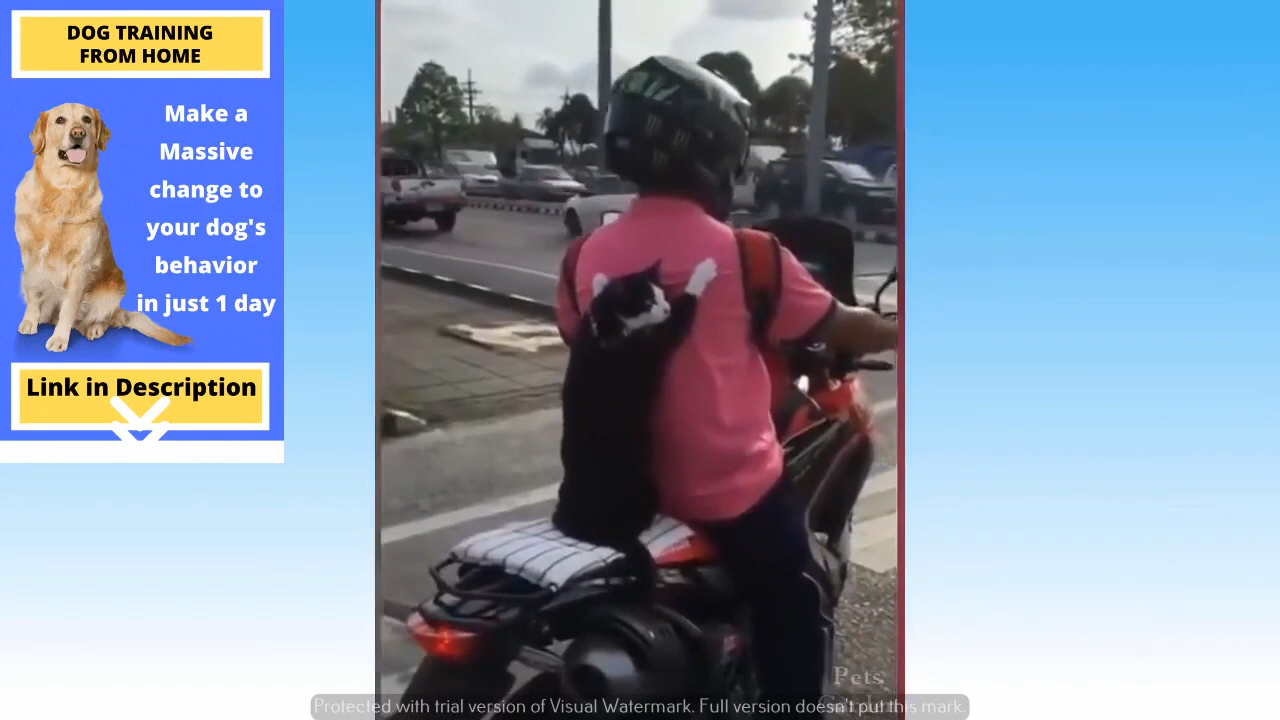 DOG TRAINING
FROM HOME
Make a
Massive
change to
your dog's
behavior
in just 1 day
Link in Description
Pets
Protected with trial version of Visual Watermark. Full version doesn't put this mark.